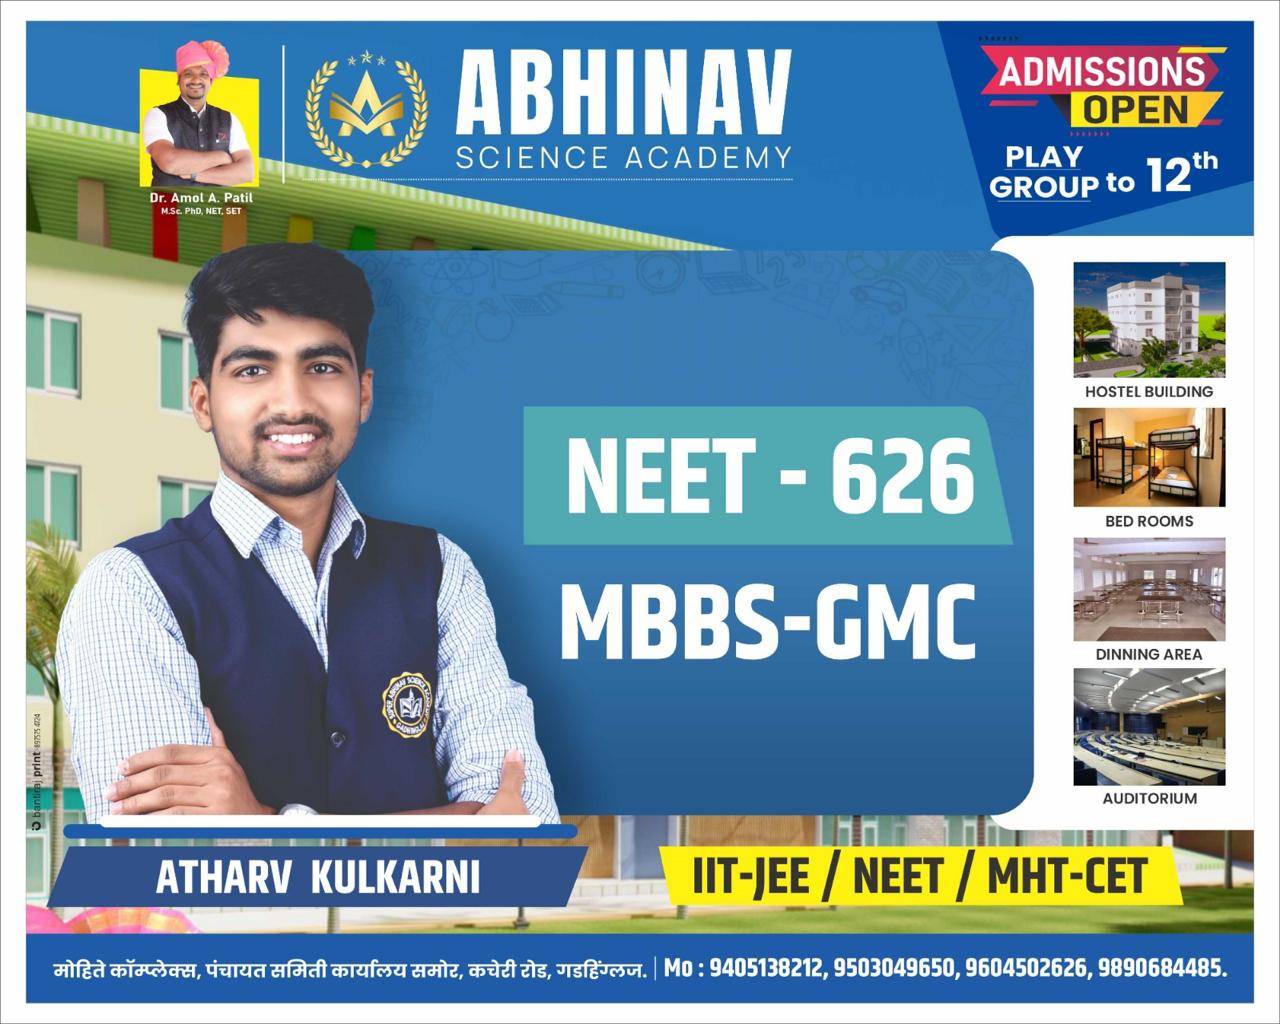 ABHINAV
SCIENCE ACADEMY
Dr. Amol A. Patil
M.Sc. PhD, NET, SET
ADMISSIONS
OPEN
PLAY
GROUP to 12th
NEET - 626
MBBS-GMC
HOSTEL BUILDING
BED ROOMS
DINNING AREA
AUDITORIUM
ATHARV KULKARNI
IIT-JEE / NEET / MHT-CET
मोहिते कॉम्प्लेक्स, पंचायत समिती कार्यालय समोर, कचेरी रोड, गडहिंग्लज. | Mo : 9405138212, 9503049650, 9604502626, 9890684485.
bantiraj print